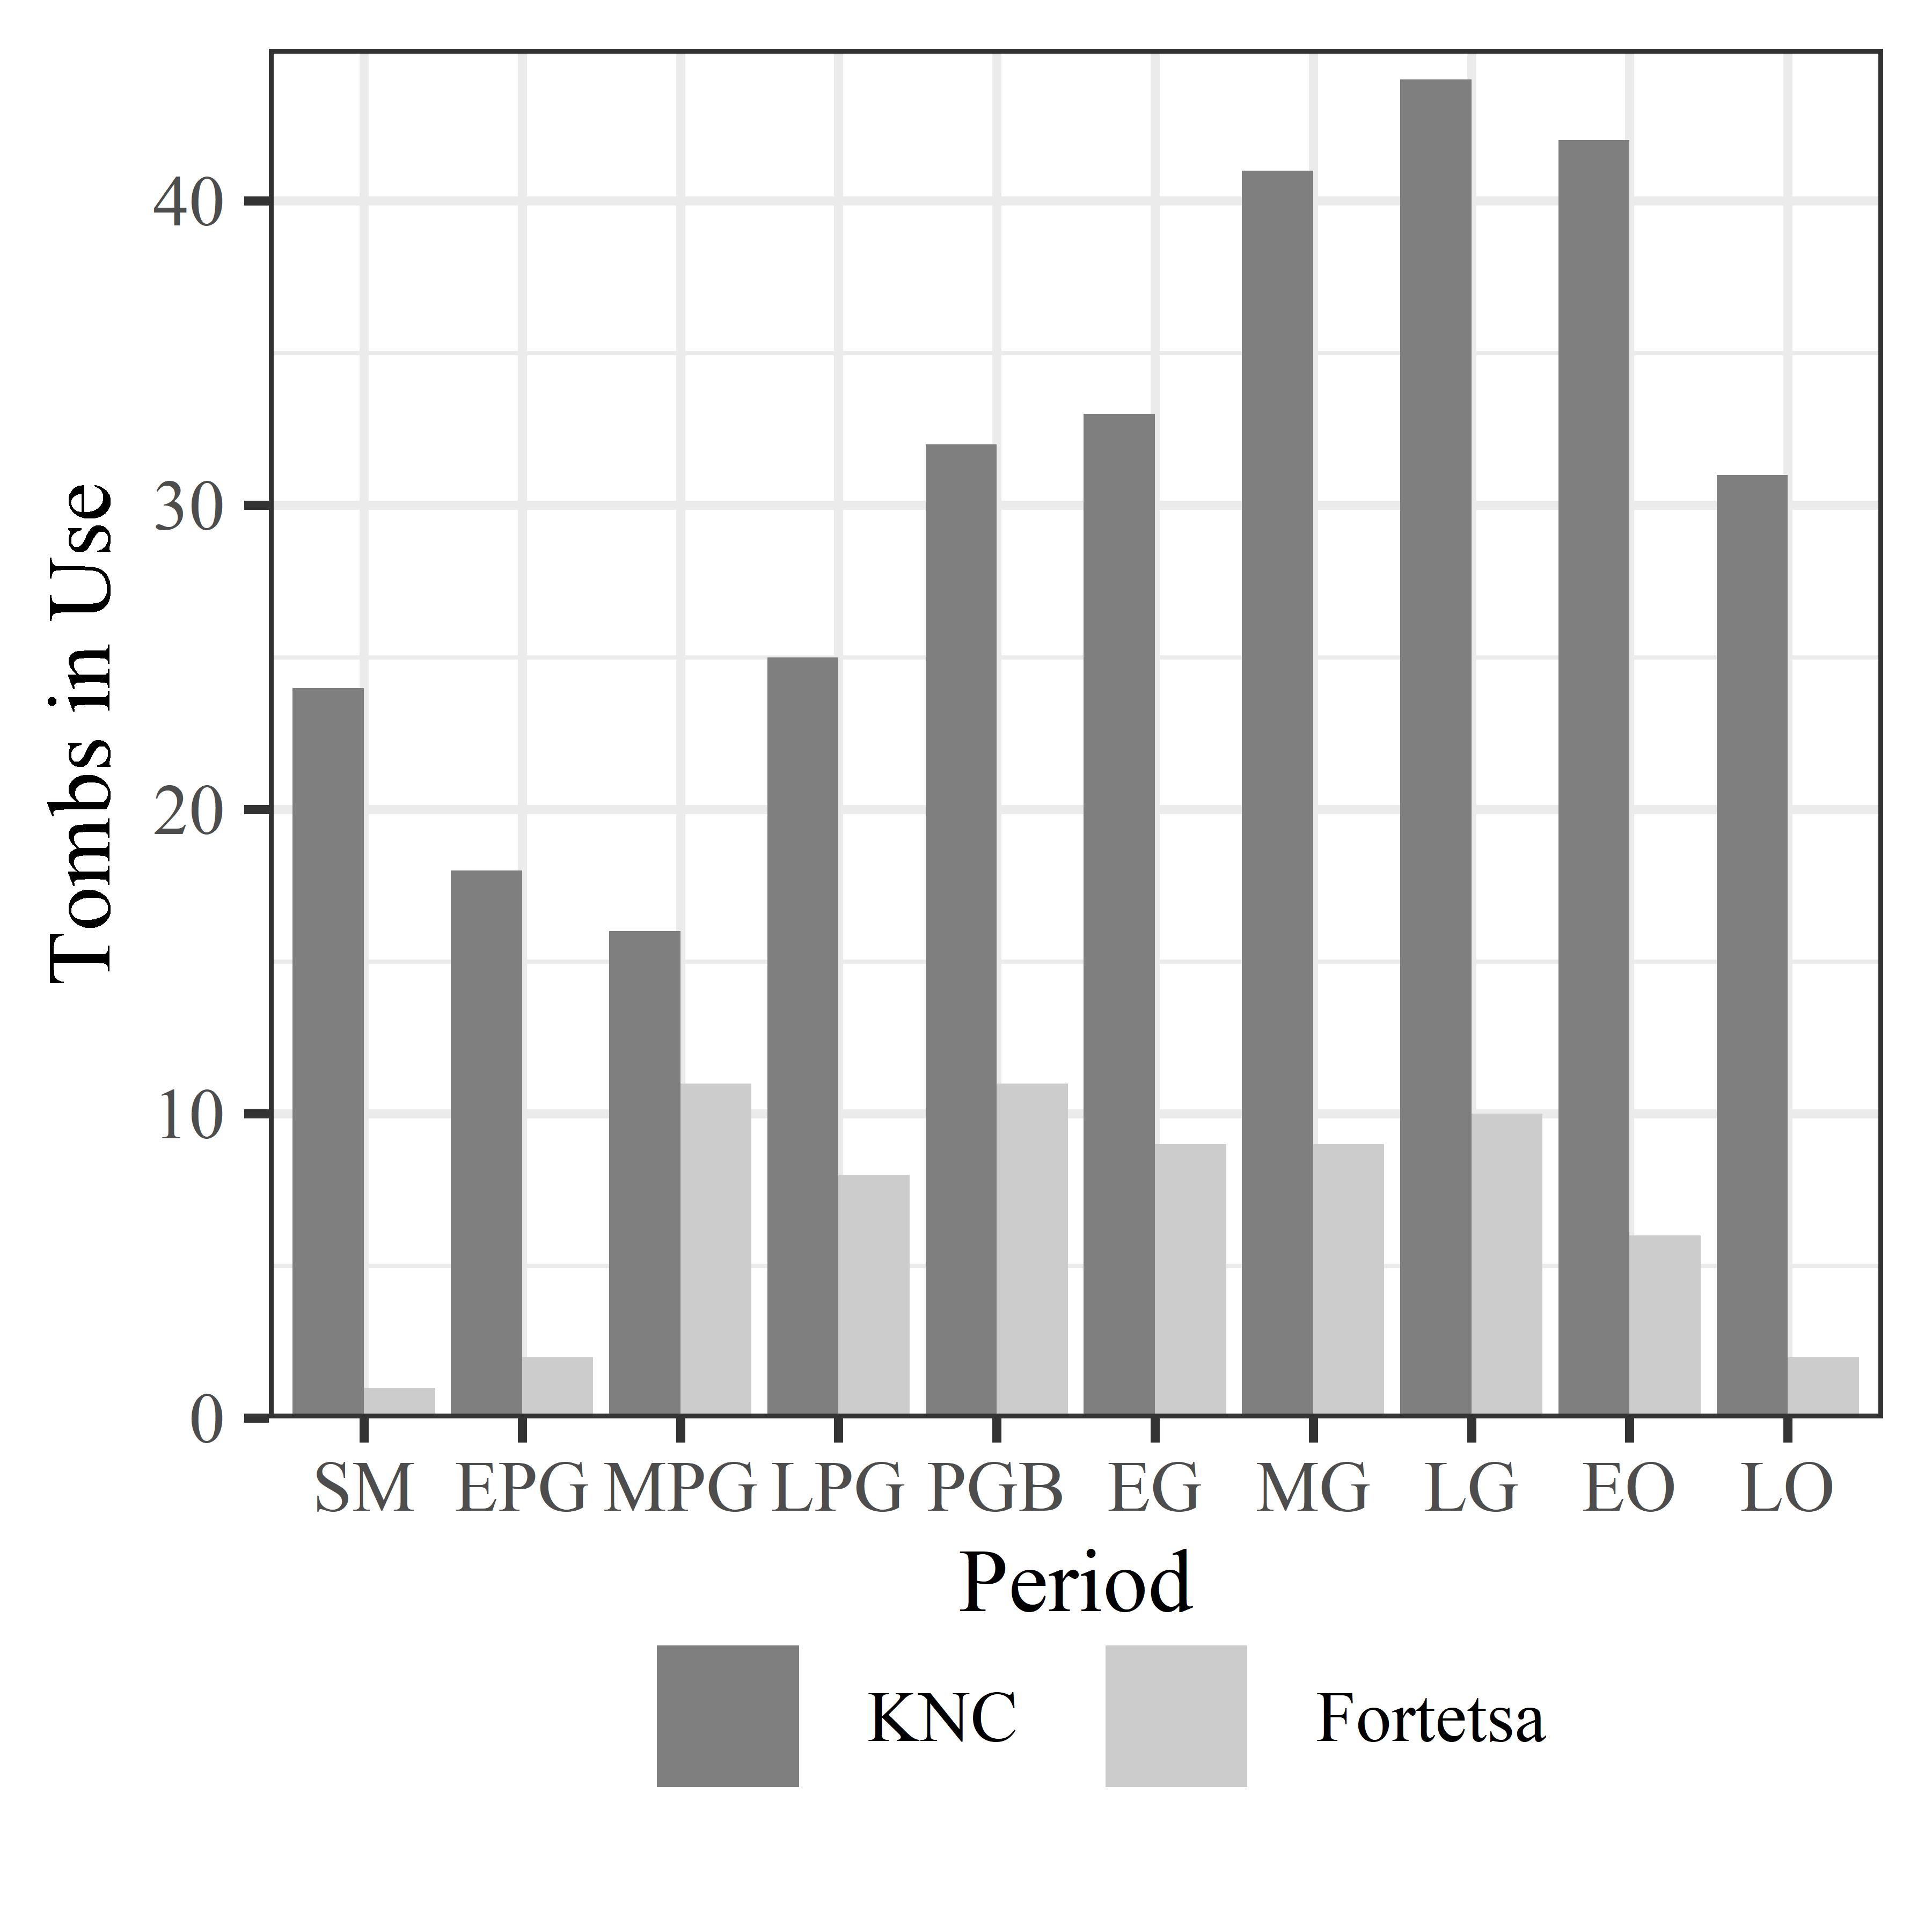 Tombs in Use
40
30
20
10
0
SM EPG MPG LPG PGB EG MG LG EO LO
Period
KNC Fortetsa